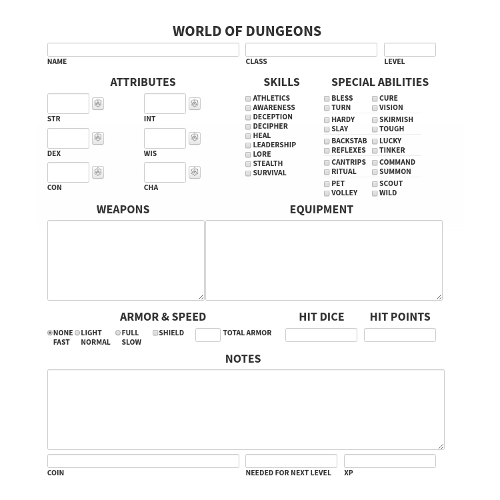 WORLD OF DUNGEONS
NAME CLASS LEVEL
ATTRIBUTES SKILLS SPECIAL ABILITIES
STR INT
DEX WIS
CON CHA
ATHLETICS
AWARENESS
DECEPTION
DECIPHER
HEAL
LEADERSHIP
LORE
STEALTH
SURVIVAL
BLESS CURE
TURN VISION
HARDY SKIRMISH
SLAY TOUGH
BACKSTAB LUCKY
REFLEXES TINKER
CANTRIPS COMMAND
RITUAL SUMMON
PET SCOUT
VOLLEY WILD
WEAPONS EQUIPMENT
ARMOR & SPEED HIT DICE HIT POINTS
NONE LIGHT FULL SHIELD TOTAL ARMOR
FAST NORMAL SLOW
NOTES
COIN NEEDED FOR NEXT LEVEL XP